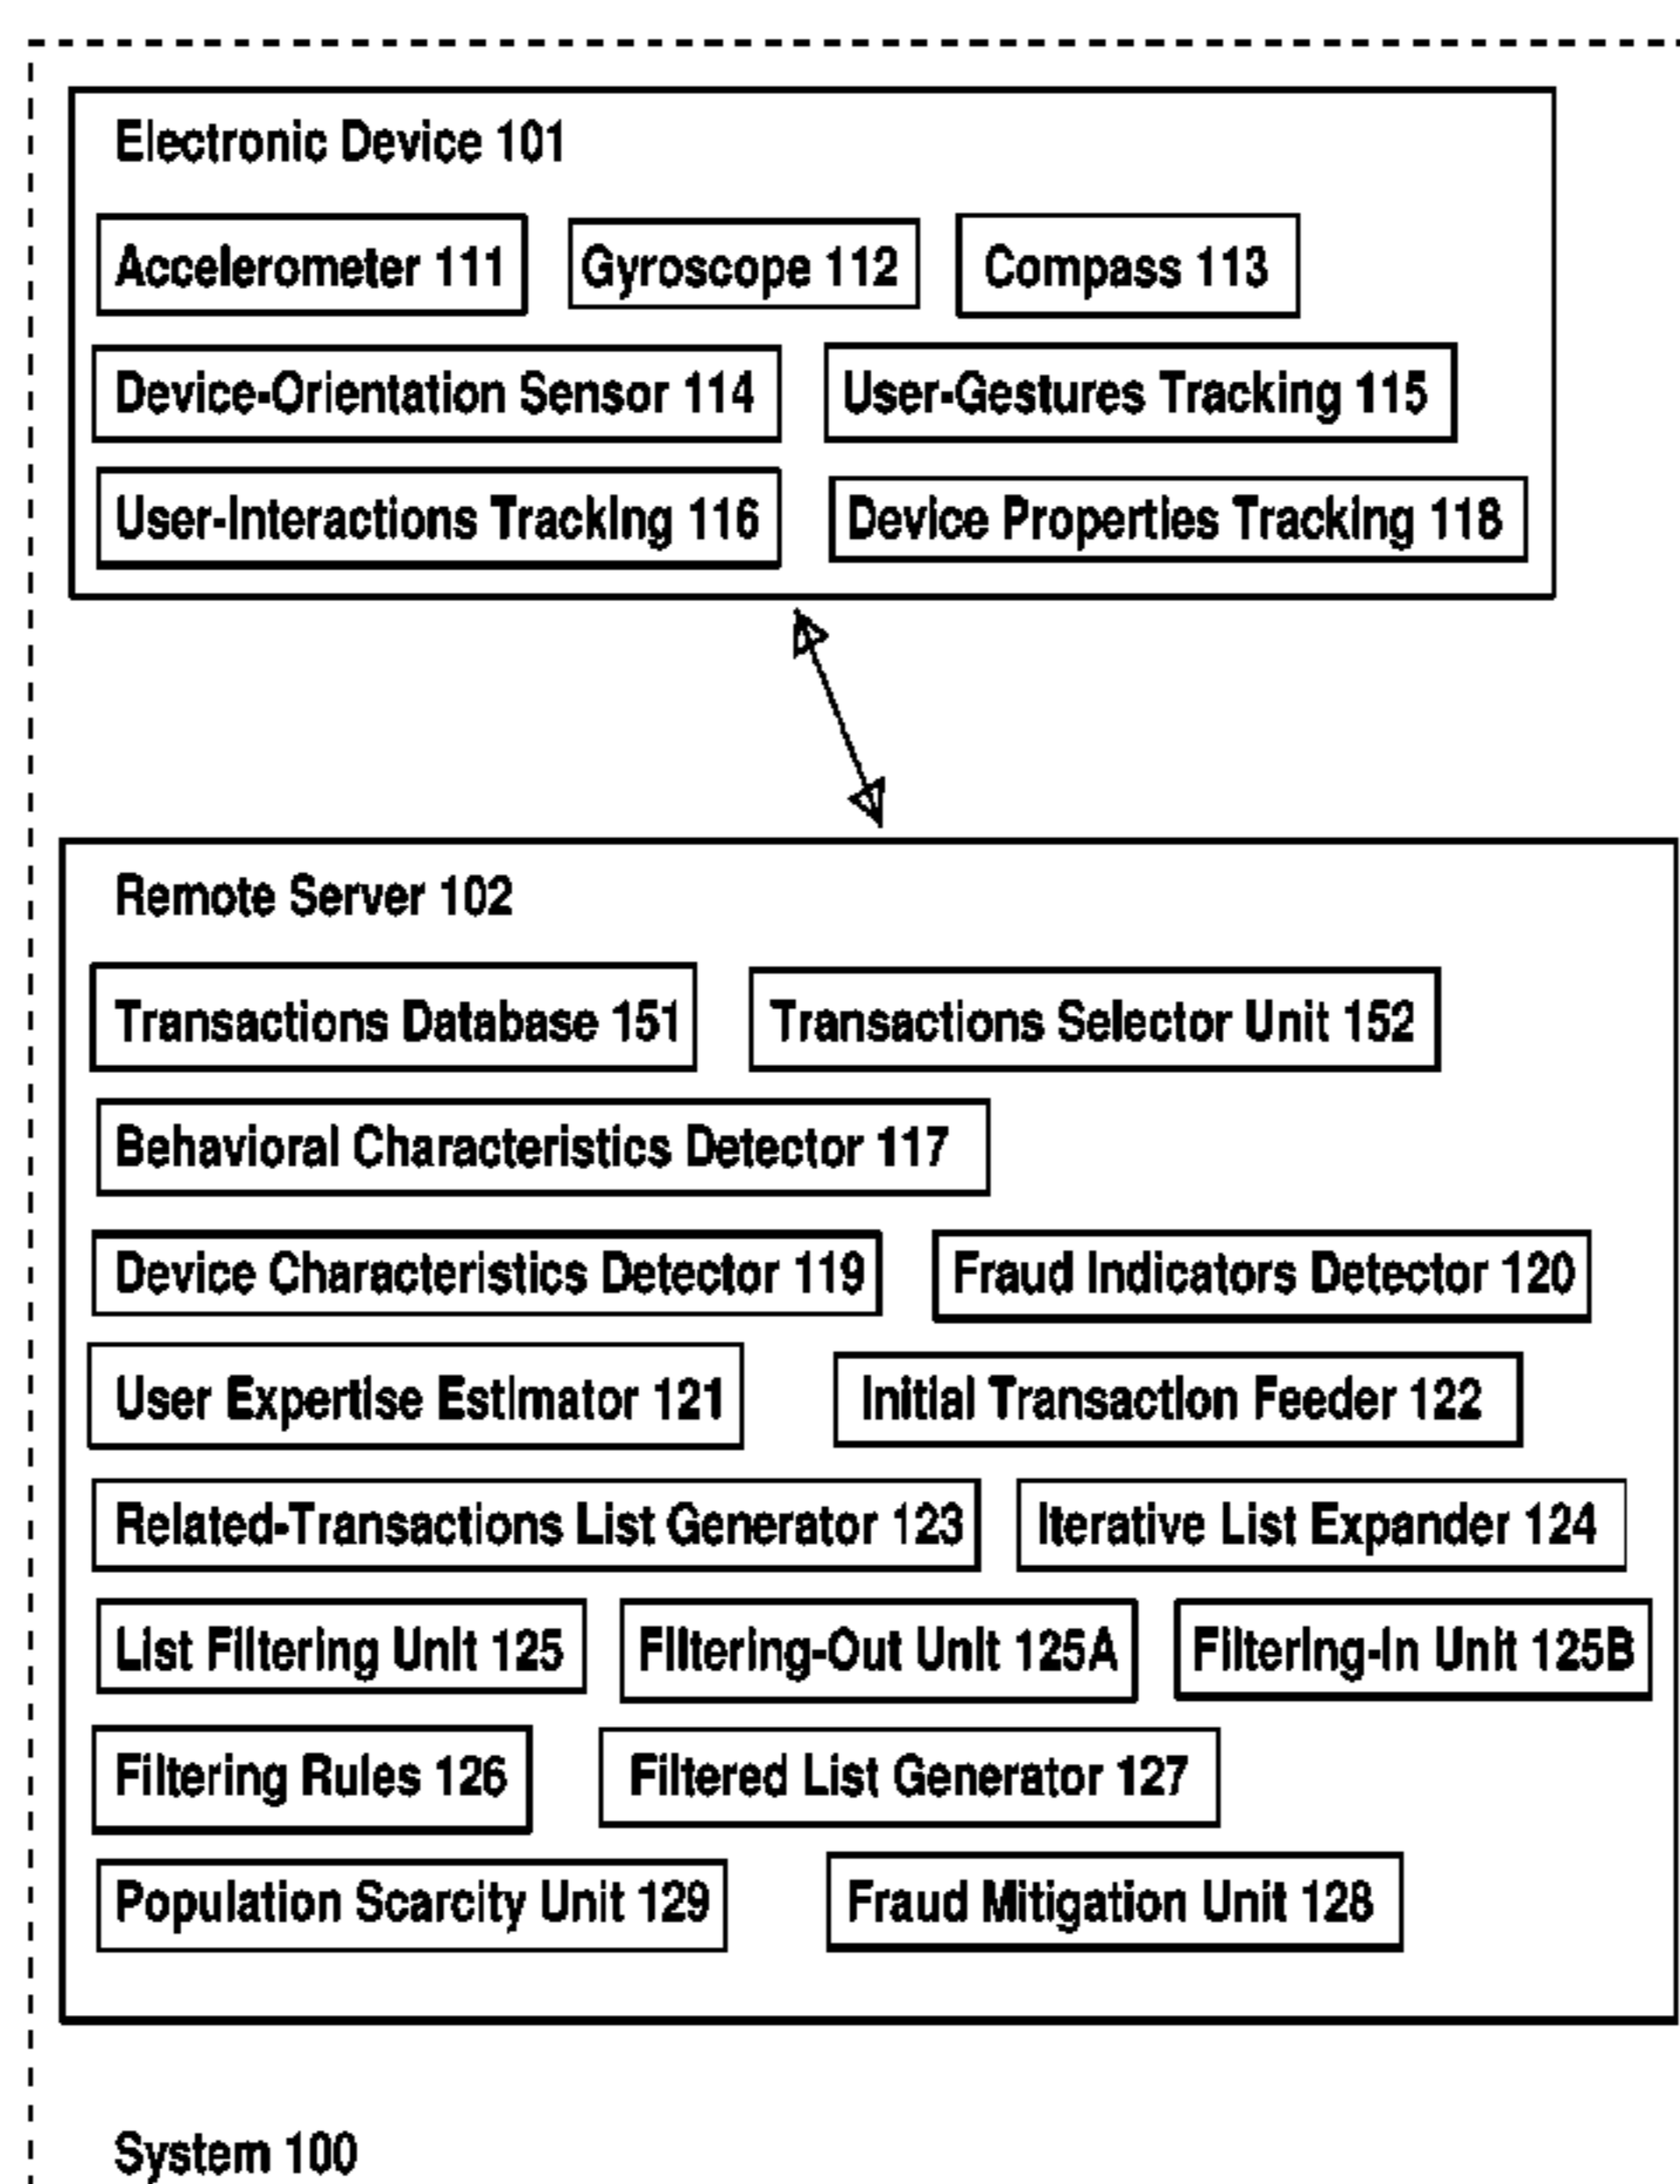 Electronic Device 101
Accelerometer 111 Gyroscope 112 Compass 113
Device-Orientation Sensor 114 User-Gestures Tracking 115
User-Interactions Tracking 116 Device Properties Tracking 118
Remote Server 102
Transactions Database 151 Transactions Selector Unit 152
Behavioral Characteristics Detector 117
Device Characteristics Detector 119 Fraud Indicators Detector 120
User Expertise Estimator 121 Initial Transaction Feeder 122
Related-Transactions List Generator 123 Iterative List Expander 124
List Filtering Unit 125 Filtering-Out Unit 125A Filtering-In Unit 125B
Filtering Rules 126 Filtered List Generator 127
Population Scarcity Unit 129 Fraud Mitigation Unit 128
System 100